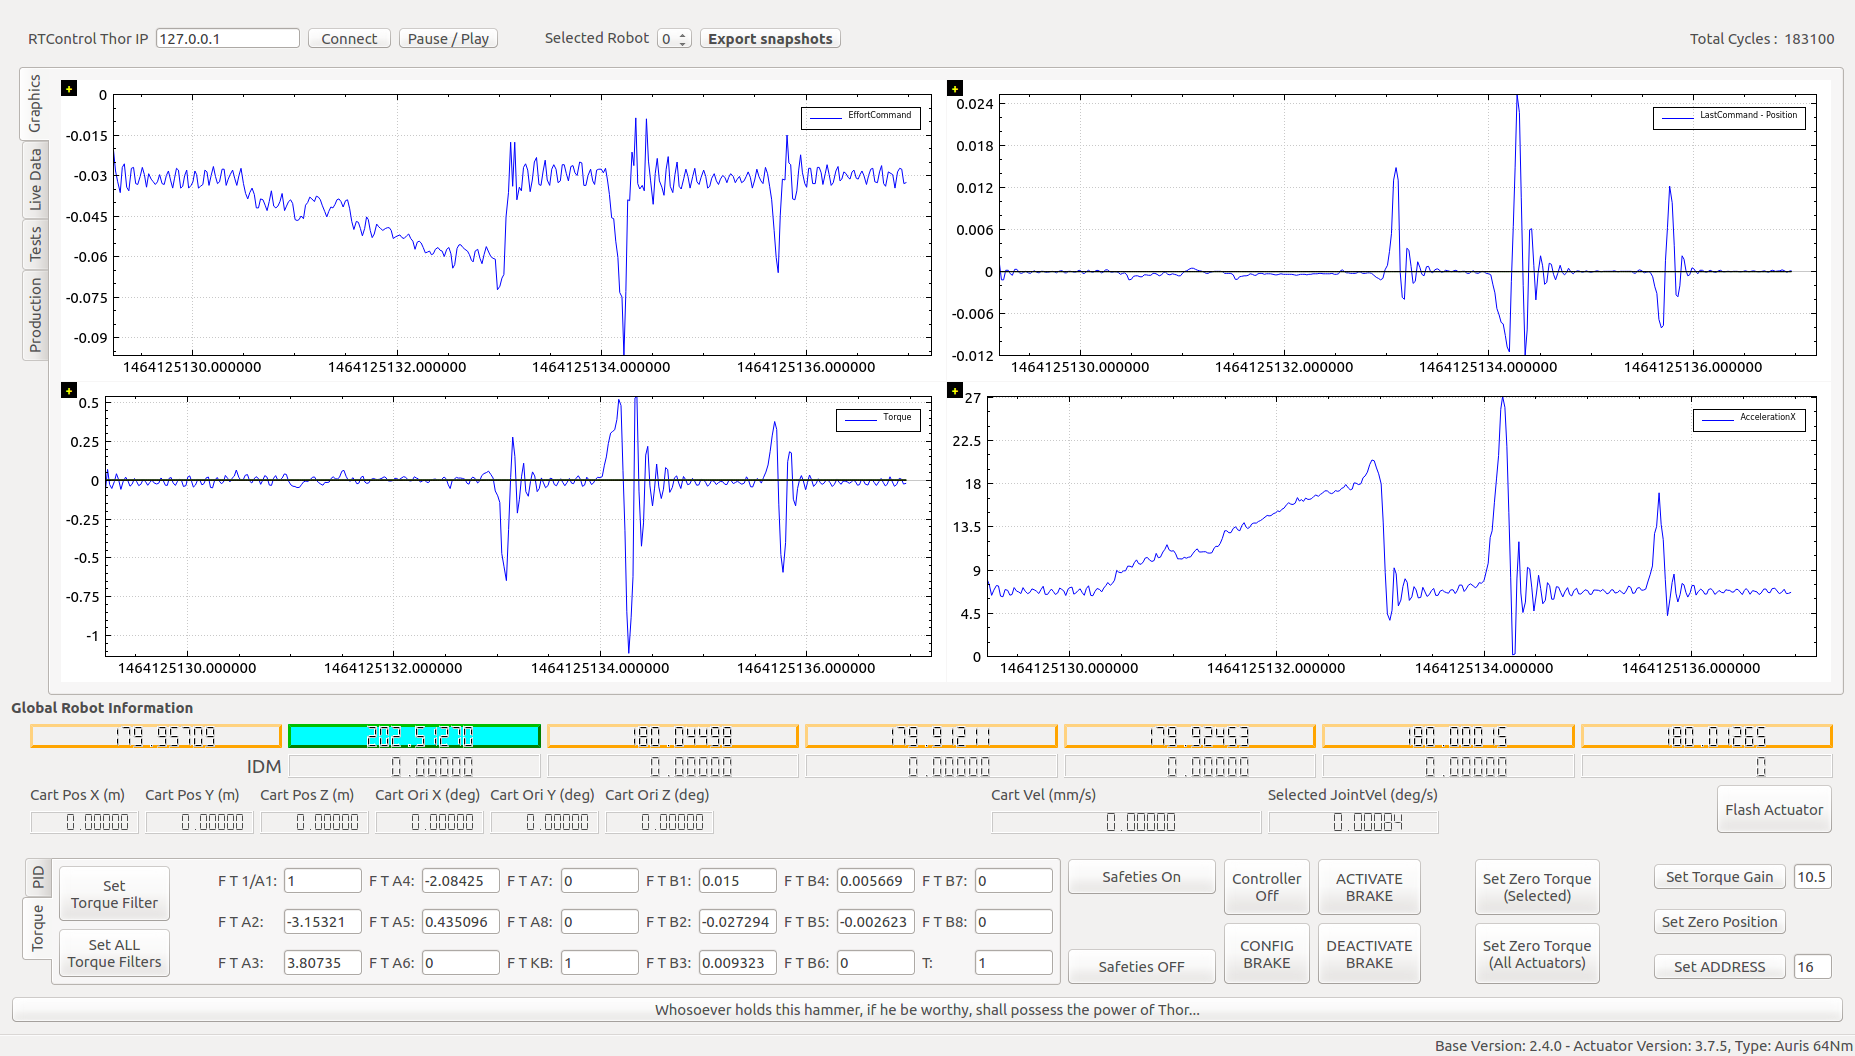 RTControl Thor IP 127.0.0.1 Connect Pause / Play Selected Robot 0 Export snapshots Total Cycles : 183100
Graphics
Live Data
Tests
Production
+
EffortCommand
0
-0.015
-0.03
-0.045
-0.06
-0.075
-0.09
1464125130.000000 1464125132.000000 1464125134.000000 1464125136.000000
+
LastCommand - Position
0.024
0.018
0.012
0.006
0
-0.006
-0.012
1464125130.000000 1464125132.000000 1464125134.000000 1464125136.000000
+
Torque
0.5
0.25
0
-0.25
-0.5
-0.75
-1
1464125130.000000 1464125132.000000 1464125134.000000 1464125136.000000
+
AccelerationX
27
22.5
18
13.5
9
4.5
0
1464125130.000000 1464125132.000000 1464125134.000000 1464125136.000000
Global Robot Information
179.95709 202.51270 180.04498 179.91211 179.92453 180.00015 180.01265
IDM 0.00000 0.00000 0.00000 0.00000 0.00000 0
Cart Pos X (m) Cart Pos Y (m) Cart Pos Z (m) Cart Ori X (deg) Cart Ori Y (deg) Cart Ori Z (deg) Cart Vel (mm/s) Selected JointVel (deg/s)
0.00000 0.00000 0.00000 0.00000 0.00000 0.00000 0.00000 0.00084
Flash Actuator
PID
Torque
Set
Torque Filter
Set ALL
Torque Filters
F T 1/A1: 1 F T A4: -2.08425 F T A7: 0 F T B1: 0.015 F T B4: 0.005669 F T B7: 0
F T A2: -3.15321 F T A5: 0.435096 F T A8: 0 F T B2: -0.027294 F T B5: -0.002623 F T B8: 0
F T A3: 3.80735 F T A6: 0 F T KB: 1 F T B3: 0.009323 F T B6: 0 T: 1
Safeties On
Safeties OFF
Controller
Off
ACTIVATE
BRAKE
CONFIG
BRAKE
DEACTIVATE
BRAKE
Set Zero Torque
(Selected)
Set Zero Torque
(All Actuators)
Set Torque Gain 10.5
Set Zero Position
Set ADDRESS 16
Whosoever holds this hammer, if he be worthy, shall possess the power of Thor...
Base Version: 2.4.0 - Actuator Version: 3.7.5, Type: Auris 64Nm